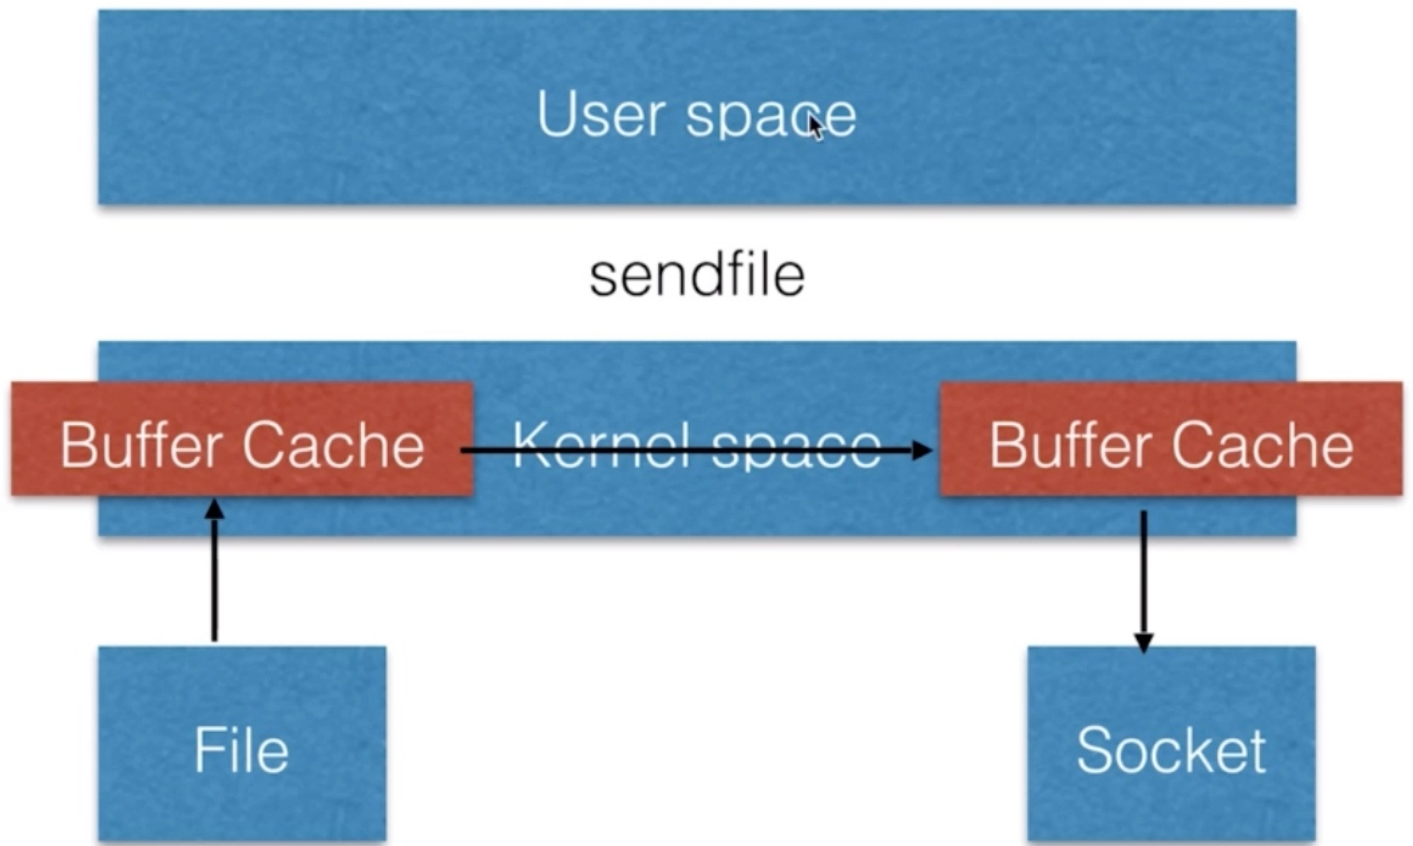 User space
sendfile
Buffer Cache
Kernel space
Buffer Cache
File
Socket